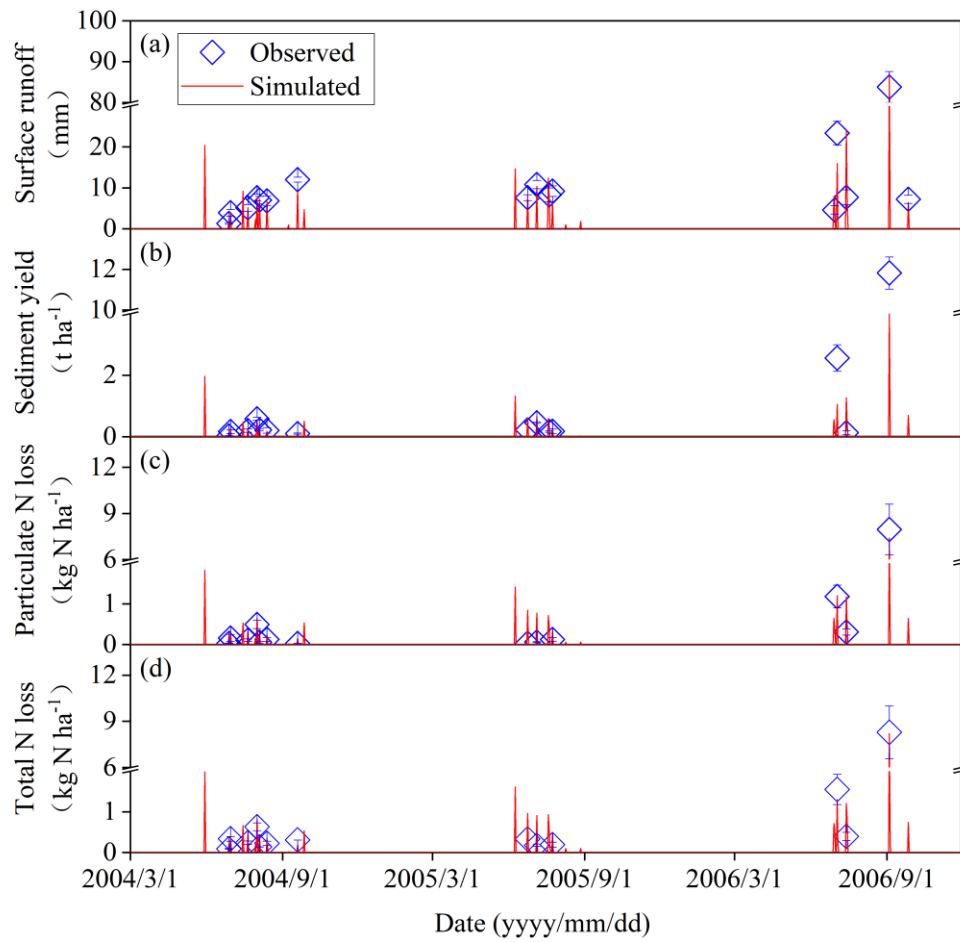 100
90
80
20
10
0
Surface runoff
(mm)
(a)
Observed
Simulated
12
10
2
0
Sediment yield
(t ha-1)
(b)
12
9
6
1
0
Particulate N loss
(kg N ha-1)
(c)
12
9
6
1
0
Total N loss
(kg N ha-1)
(d)
2004/3/1 2004/9/1 2005/3/1 2005/9/1 2006/3/1 2006/9/1
Date (yyyy/mm/dd)